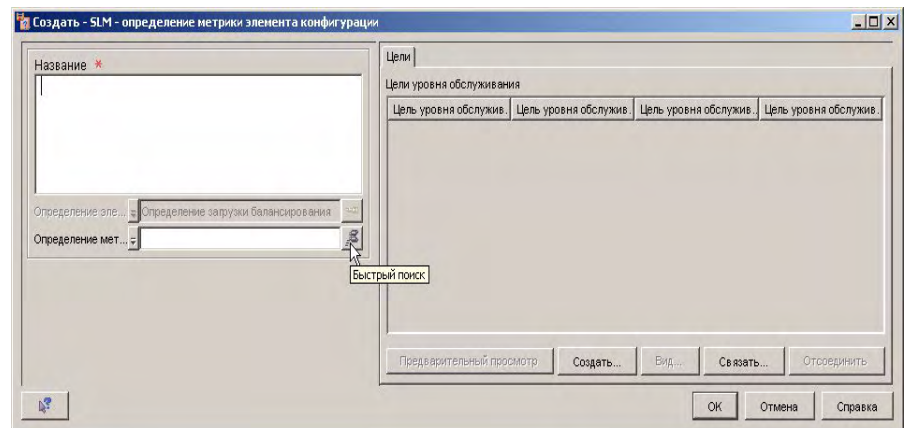 Создать - SLM - определение метрики элемента конфигурации
Название *
Определение эле...
Определение загрузки балансирования
Определение мет...
Быстрый поиск
Цели
Цели уровня обслуживания
Цель уровня обслужив. Цель уровня обслужив. Цель уровня обслужив. Цель уровня обслужив.
Предварительный просмотр Создать... Вид... Связать... Отсоединить
OK Отмена Справка